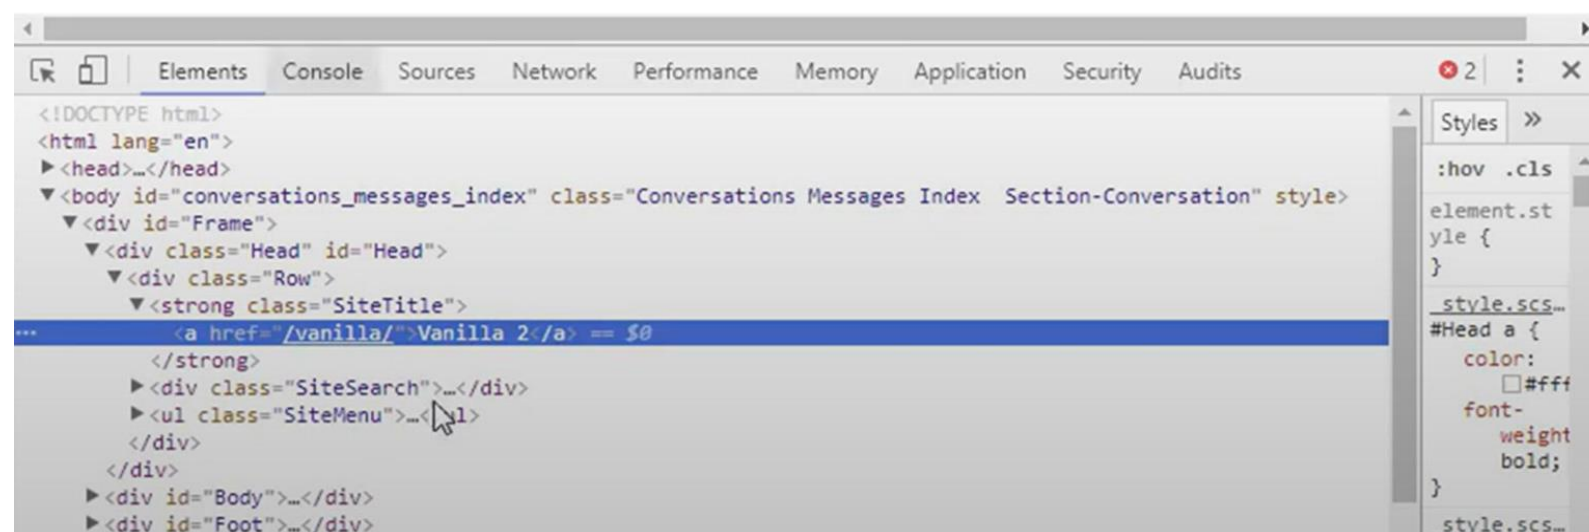 Elements Console Sources Network Performance Memory Application Security Audits 2
<!DOCTYPE html>
<html lang="en">
<head>…</head>
<body id="conversations_messages_index" class="Conversations Messages Index  Section-Conversation" style>
<div id="Frame">
<div class="Head" id="Head">
<div class="Row">
<strong class="SiteTitle">
<a href="/vanilla/">Vanilla 2</a> == $0
</strong>
<div class="SiteSearch">…</div>
<ul class="SiteMenu">…</ul>
</div>
</div>
<div id="Body">…</div>
<div id="Foot">…</div>
Styles
:hov .cls
element.st
yle {
}
_style.scs…
#Head a {
color:
#fff
font-
weight
bold;
}
style.scs…